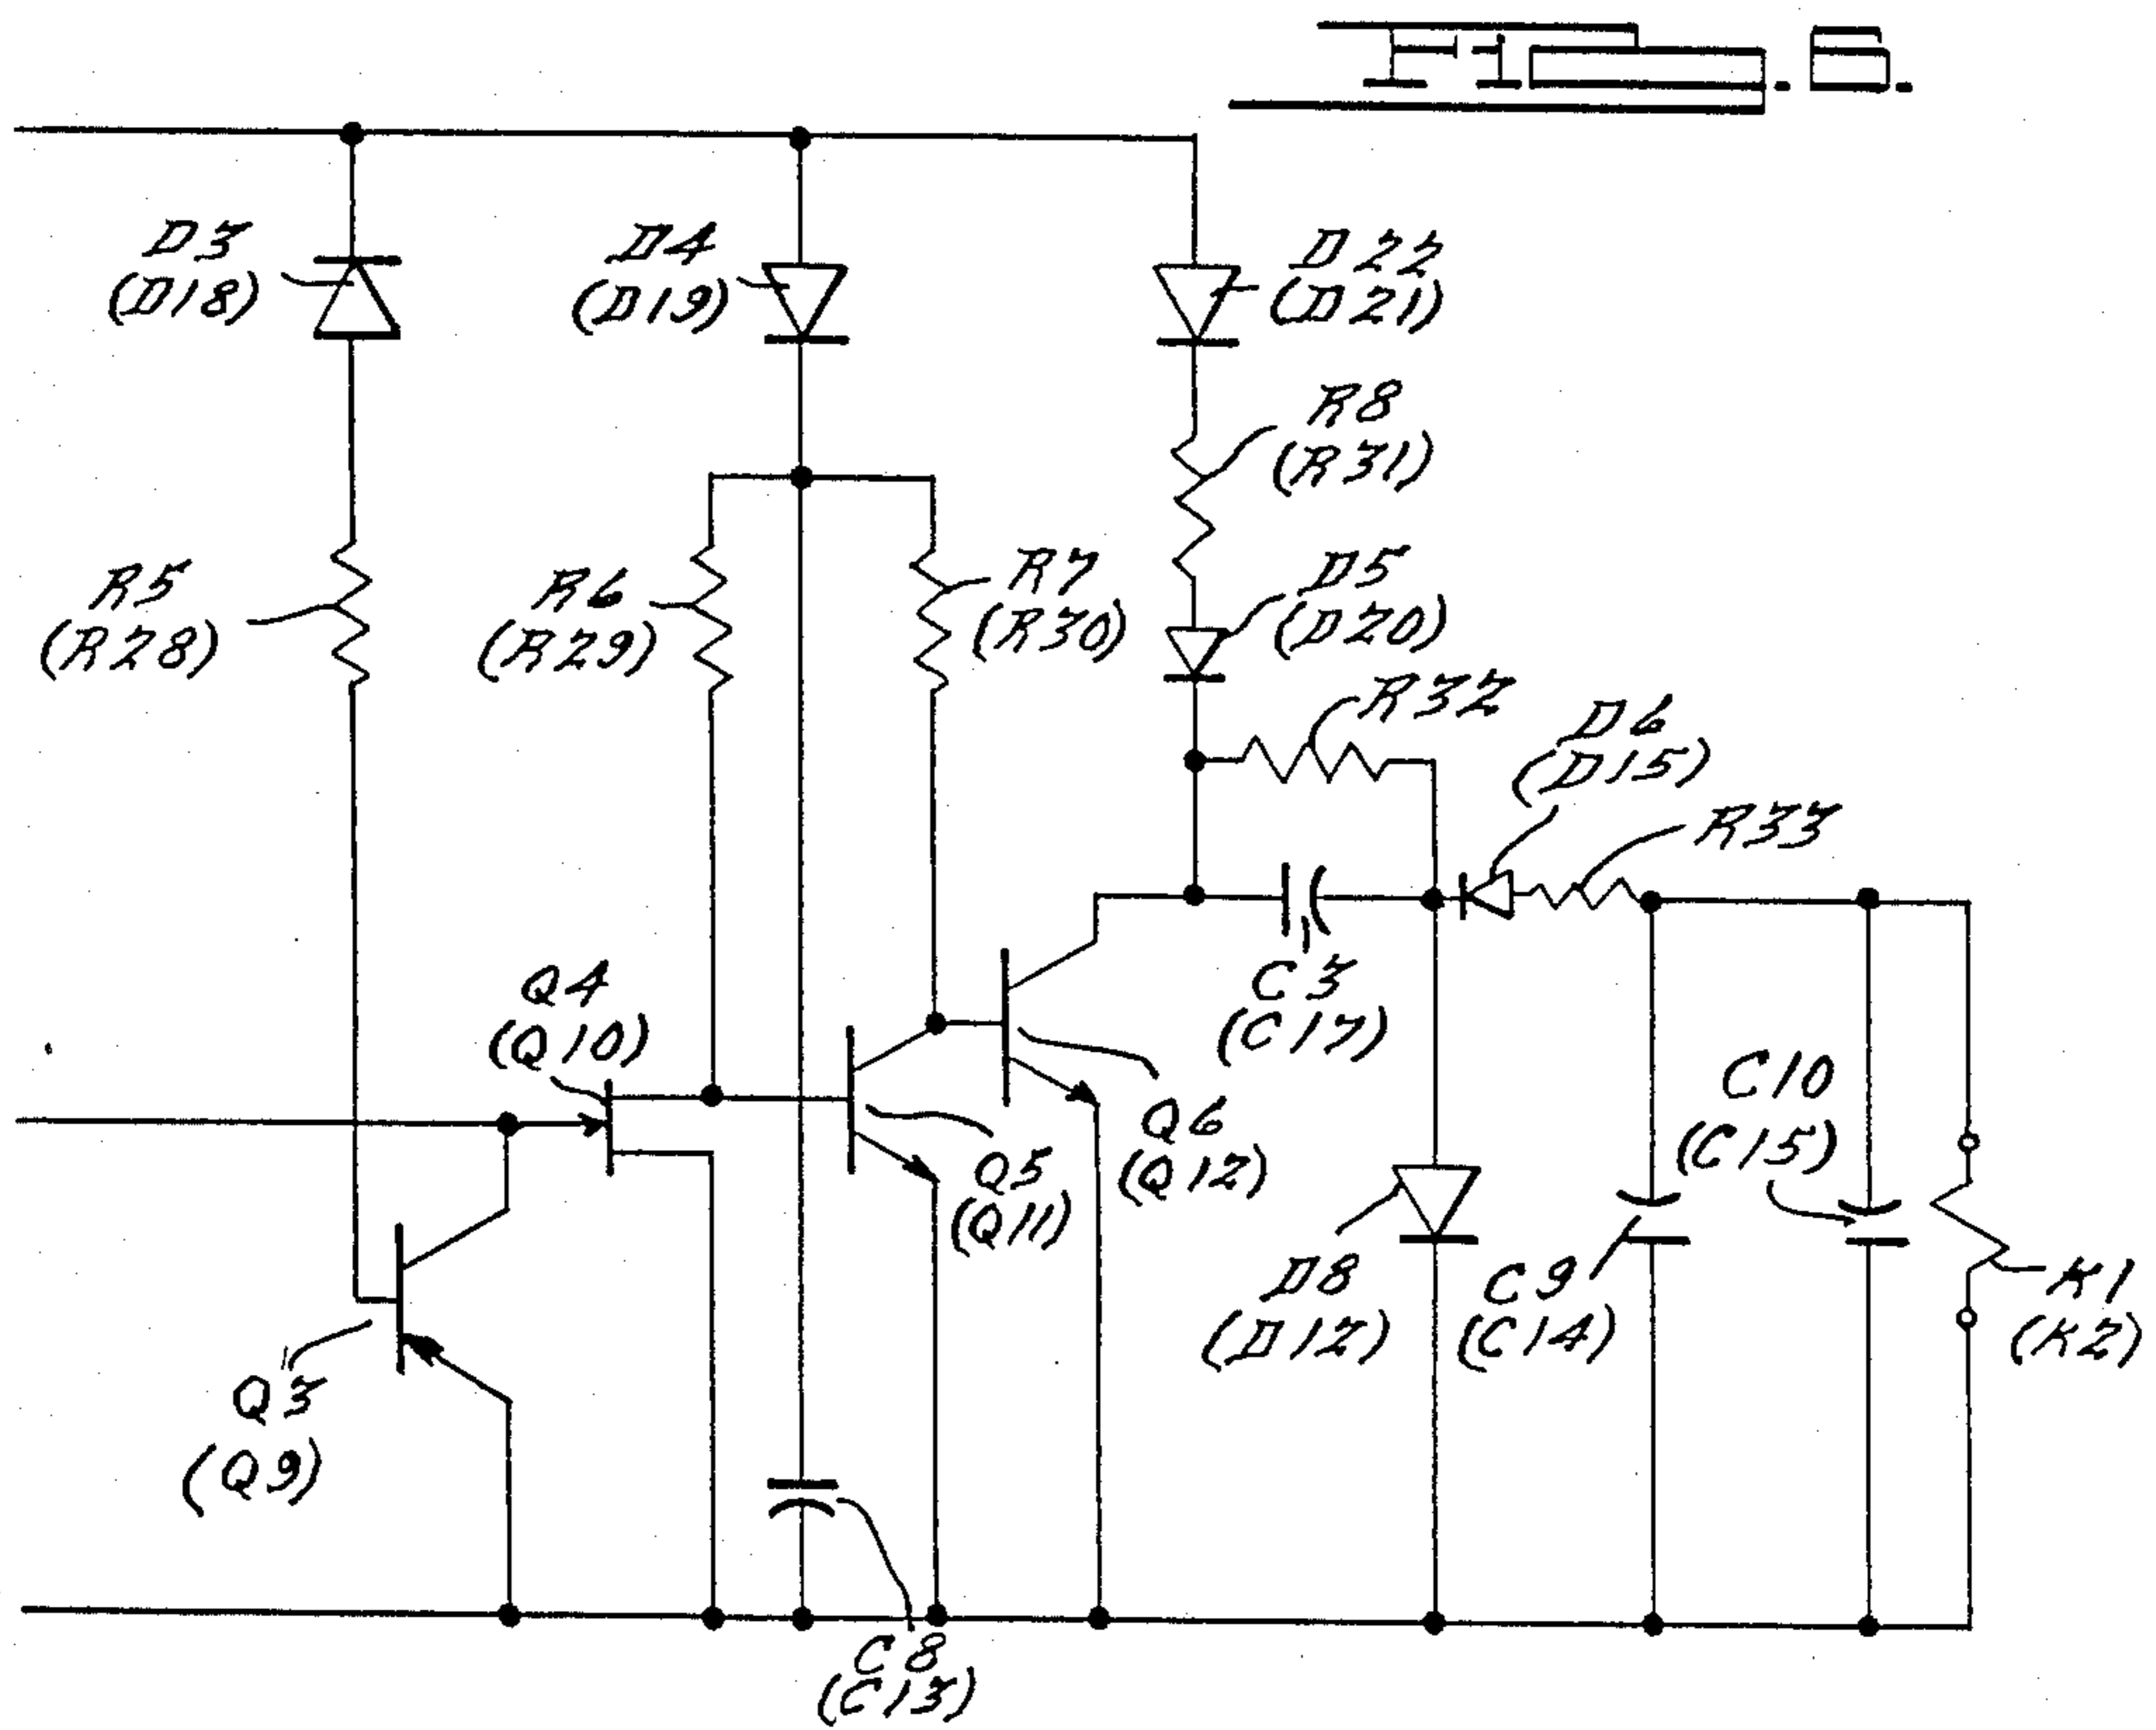 FIG. 8.
D3
(D18)
D4
(D19)
D22
(D21)
R8
(R31)
R5
(R28)
R6
(R29)
R7
(R30)
D5
(D20)
R32
D6
(D15)
R33
Q4
(Q10)
C3
(C17)
C10
(C15)
Q6
(Q12)
Q5
(Q11)
D8
(D12)
C9
(C14)
K1
(K2)
Q3
(Q9)
C8
(C13)